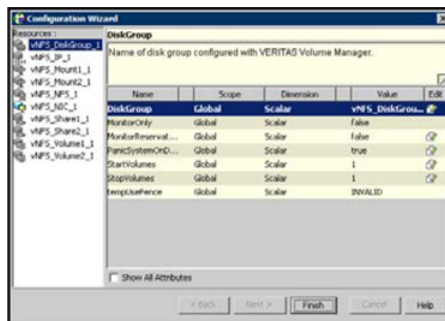 Configuration Wizard
Resources :
vNFS_DiskGroup_1
vNFS_IP_1
vNFS_Mount1_1
vNFS_Mount2_1
vNFS_NFS_1
vNFS_NIC_1
vNFS_Share1_1
vNFS_Share2_1
vNFS_Volume1_1
vNFS_Volume2_1
DiskGroup
Name of disk group configured with VERITAS Volume Manager.
Name Scope Dimension Value Edit
DiskGroup Global Scalar vNFS_DiskGrou...
MonitorOnly Global Scalar false
MonitorReservat... Global Scalar false
PanicSystemOnD... Global Scalar true
StartVolumes Global Scalar 1
StopVolumes Global Scalar 1
tempUseFence Global Scalar INVALID
Show All Attributes
< Back Next > Finish Cancel Help